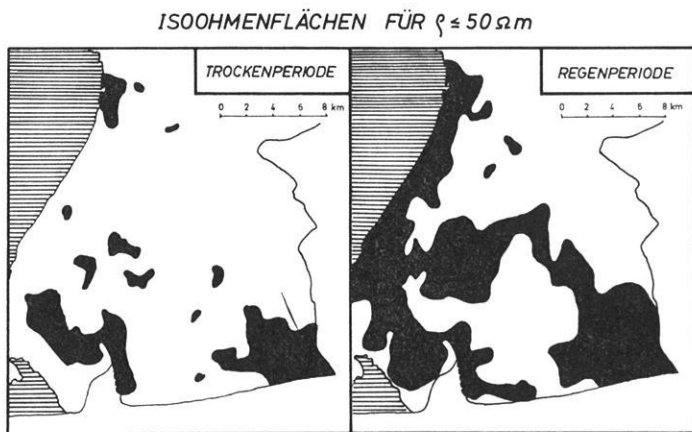 ISOOHMENFLÄCHEN FÜR ρ ≤ 50 Ωm
TROCKENPERIODE
0 2 4 6 8 km
REGENPERIODE
0 2 4 6 8 km